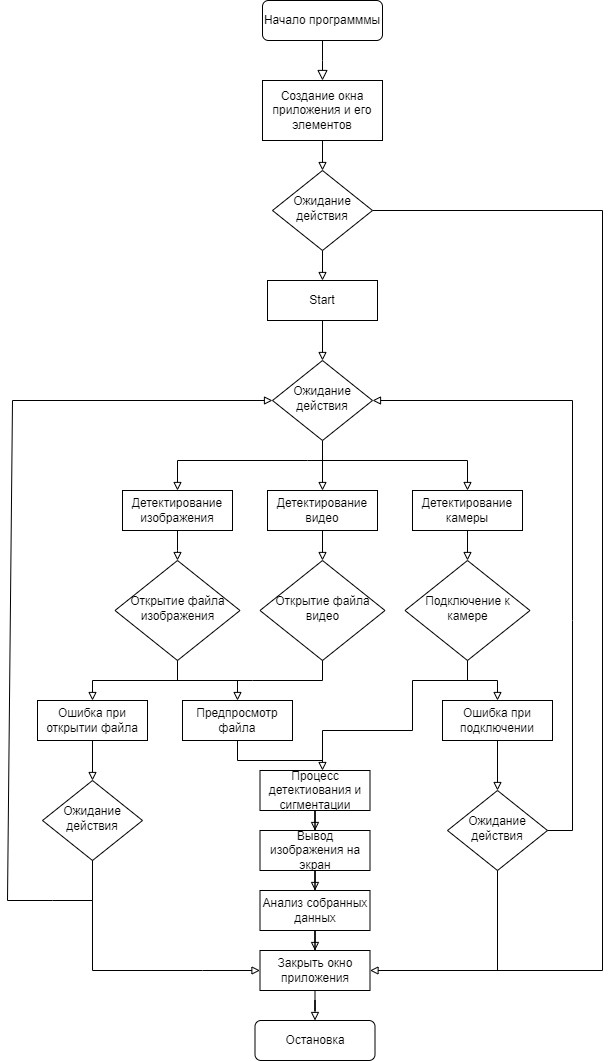 Начало программмы
Создание окна
приложения и его
элементов
Ожидание
действия
Start
Ожидание
действия
Детектирование
изображения
Детектирование
видео
Детектирование
камеры
Открытие файла
изображения
Открытие файла
видео
Подключение к
камере
Ошибка при
открытии файла
Предпросмотр
файла
Ошибка при
подключении
Процесс
детектиования и
сигментации
Ожидание
действия
Ожидание
действия
Вывод
изображения на
экран
Анализ собранных
данных
Закрыть окно
приложения
Остановка